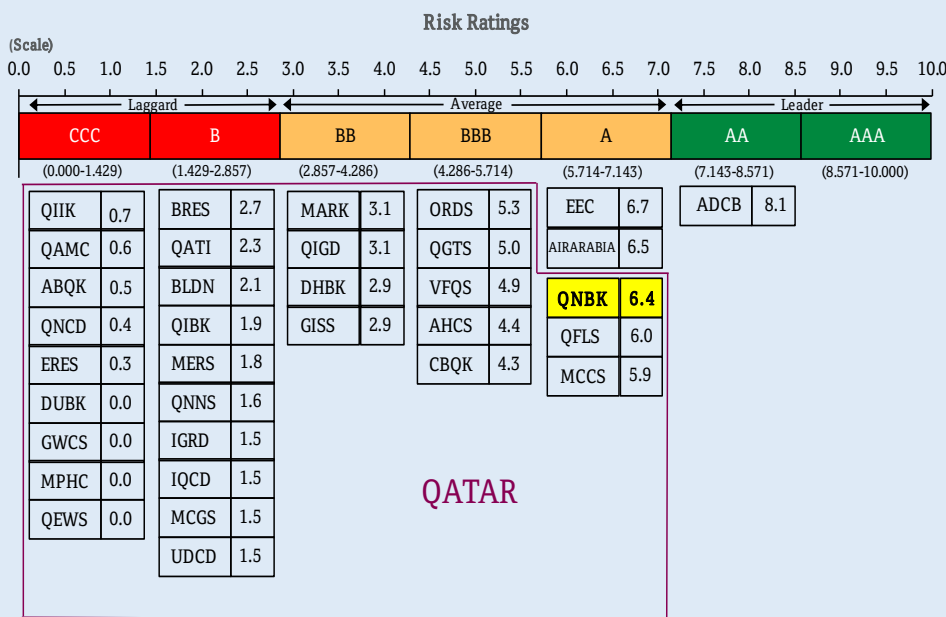 Risk Ratings
(Scale)
0.0 0.5 1.0 1.5 2.0 2.5 3.0 3.5 4.0 4.5 5.0 5.5 6.0 6.5 7.0 7.5 8.0 8.5 9.0 9.5 10.0
Laggard Average Leader
CCC B BB BBB A AA AAA
(0.000-1.429) (1.429-2.857) (2.857-4.286) (4.286-5.714) (5.714-7.143) (7.143-8.571) (8.571-10.000)
QIIK 0.7 BRES 2.7 MARK 3.1 ORDS 5.3 EEC 6.7 ADCB 8.1
QAMC 0.6 QATI 2.3 QIGD 3.1 QGTS 5.0 AIRARABIA 6.5
ABQK 0.5 BLDN 2.1 DHBK 2.9 VFQS 4.9 QNBK 6.4
QNCD 0.4 QIBK 1.9 GISS 2.9 AHCS 4.4 QFLS 6.0
ERES 0.3 MERS 1.8 CBQK 4.3 MCCS 5.9
DUBK 0.0 QNNS 1.6
GWCS 0.0 IGRD 1.5
MPHC 0.0 IQCD 1.5
QEWS 0.0 MCGS 1.5
UDCD 1.5
QATAR